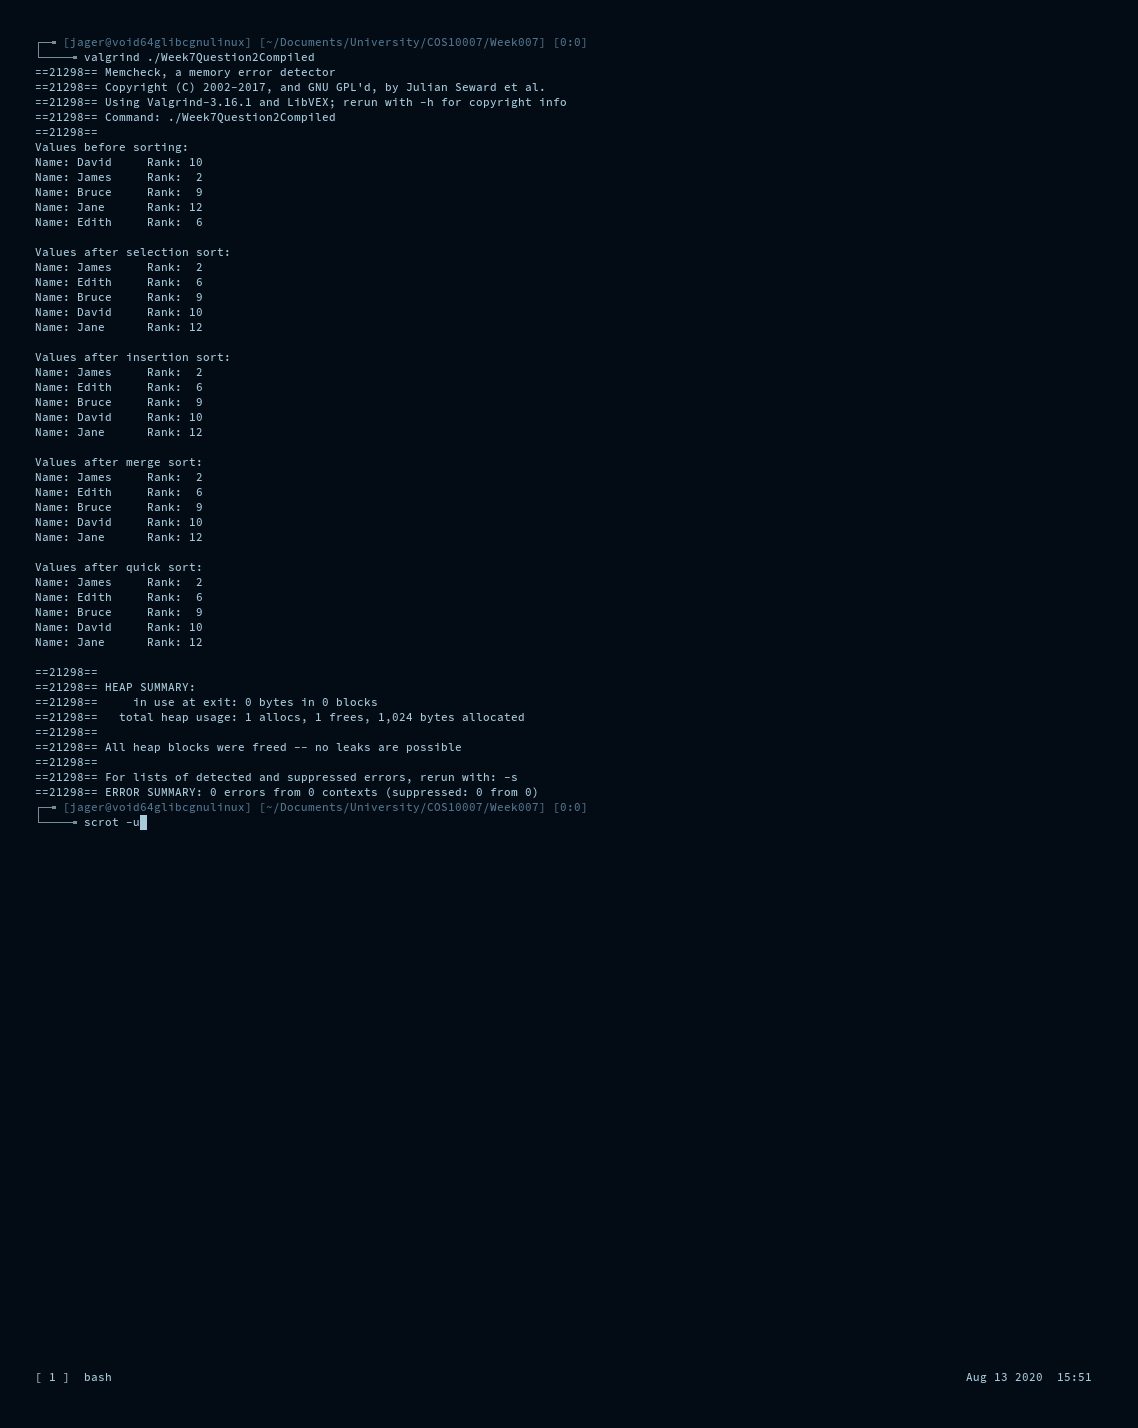 ┌─╼ [jager@void64glibcgnulinux] [~/Documents/University/COS10007/Week007] [0:0]
└────╼ valgrind ./Week7Question2Compiled
==21298== Memcheck, a memory error detector
==21298== Copyright (C) 2002-2017, and GNU GPL'd, by Julian Seward et al.
==21298== Using Valgrind-3.16.1 and LibVEX; rerun with -h for copyright info
==21298== Command: ./Week7Question2Compiled
==21298==
Values before sorting:
Name: David     Rank: 10
Name: James     Rank:  2
Name: Bruce     Rank:  9
Name: Jane      Rank: 12
Name: Edith     Rank:  6

Values after selection sort:
Name: James     Rank:  2
Name: Edith     Rank:  6
Name: Bruce     Rank:  9
Name: David     Rank: 10
Name: Jane      Rank: 12

Values after insertion sort:
Name: James     Rank:  2
Name: Edith     Rank:  6
Name: Bruce     Rank:  9
Name: David     Rank: 10
Name: Jane      Rank: 12

Values after merge sort:
Name: James     Rank:  2
Name: Edith     Rank:  6
Name: Bruce     Rank:  9
Name: David     Rank: 10
Name: Jane      Rank: 12

Values after quick sort:
Name: James     Rank:  2
Name: Edith     Rank:  6
Name: Bruce     Rank:  9
Name: David     Rank: 10
Name: Jane      Rank: 12

==21298==
==21298== HEAP SUMMARY:
==21298==     in use at exit: 0 bytes in 0 blocks
==21298==   total heap usage: 1 allocs, 1 frees, 1,024 bytes allocated
==21298==
==21298== All heap blocks were freed -- no leaks are possible
==21298==
==21298== For lists of detected and suppressed errors, rerun with: -s
==21298== ERROR SUMMARY: 0 errors from 0 contexts (suppressed: 0 from 0)
┌─╼ [jager@void64glibcgnulinux] [~/Documents/University/COS10007/Week007] [0:0]
└────╼ scrot -u
[ 1 ]  bash Aug 13 2020  15:51